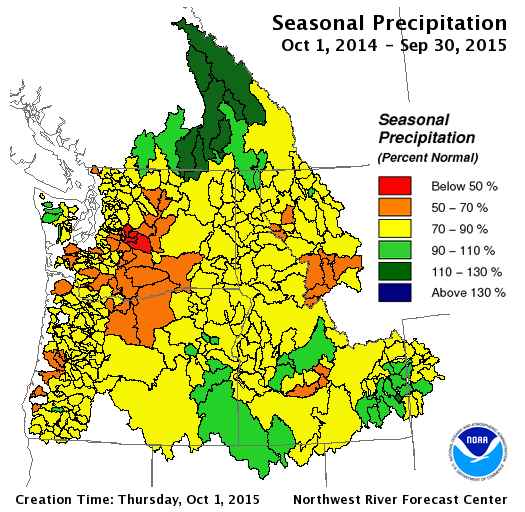 Seasonal Precipitation
Oct 1, 2014 – Sep 30, 2015
Seasonal
Precipitation
(Percent Normal)
Below 50 %
50 – 70 %
70 – 90 %
90 – 110 %
110 – 130 %
Above 130 %
NOAA
Creation Time: Thursday, Oct 1, 2015
Northwest River Forecast Center